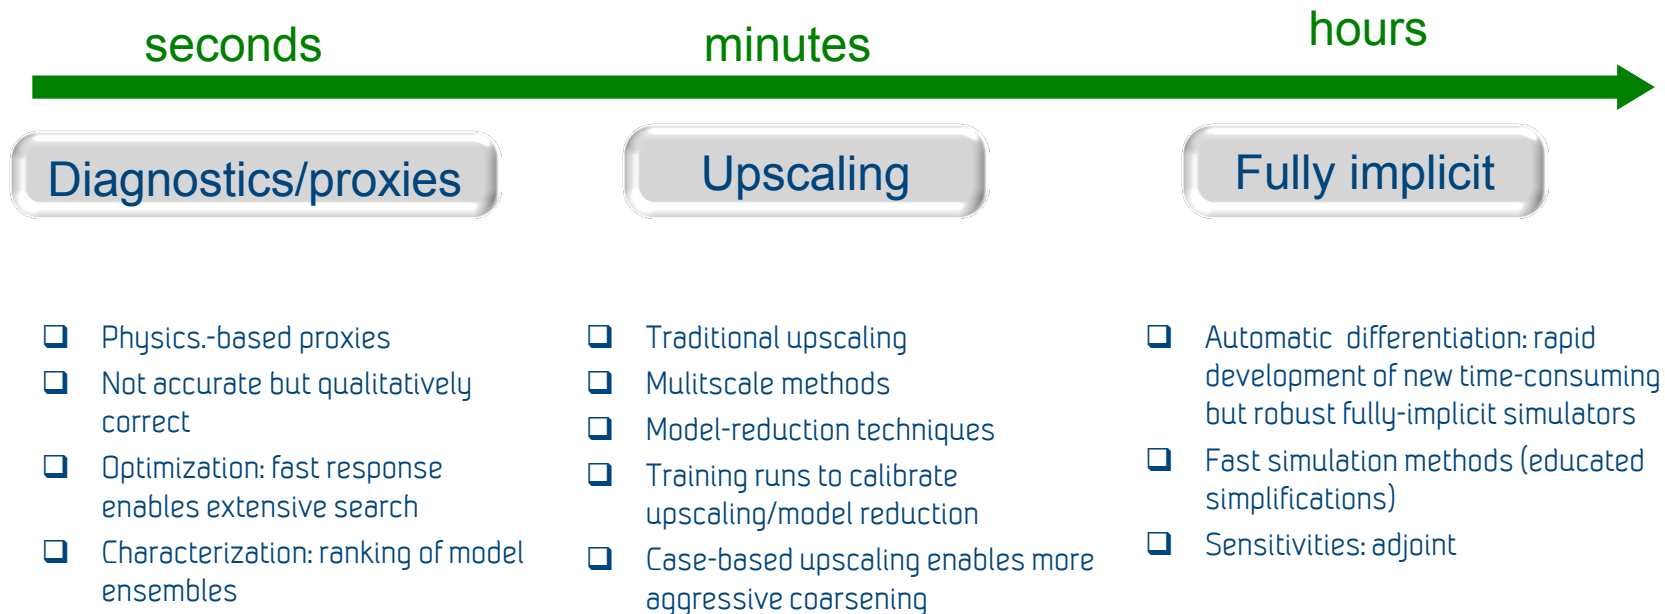 seconds
minutes
hours
Diagnostics/proxies
Upscaling
Fully implicit
Physics.-based proxies
Not accurate but qualitatively
correct
Optimization: fast response
enables extensive search
Characterization: ranking of model
ensembles
Traditional upscaling
Mulitscale methods
Model-reduction techniques
Training runs to calibrate
upscaling/model reduction
Case-based upscaling enables more
aggressive coarsening
Automatic differentiation: rapid
development of new time-consuming
but robust fully-implicit simulators
Fast simulation methods (educated
simplifications)
Sensitivities: adjoint